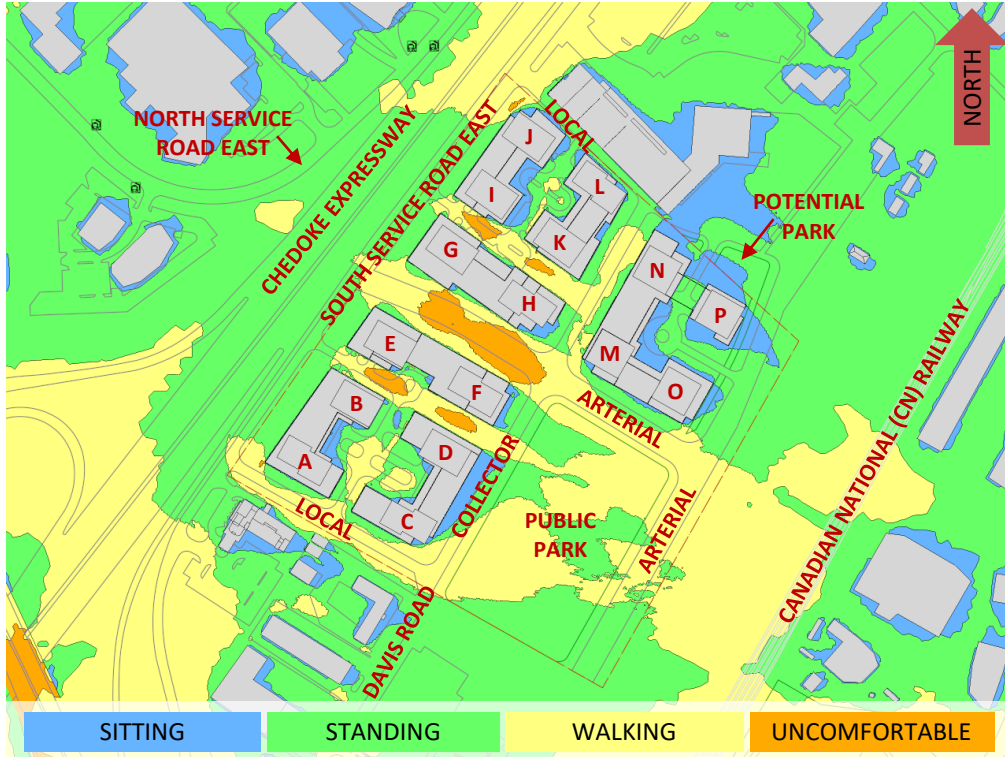 NORTH
NORTH SERVICE
ROAD EAST
CHEDOKE EXPRESSWAY
SOUTH SERVICE ROAD EAST
LOCAL
J
I
L
K
G
H
N
P
M
O
POTENTIAL
PARK
E
F
B
A
D
C
ARTERIAL
COLLECTOR
LOCAL
PUBLIC
PARK
ARTERIAL
DAVIS ROAD
CANADIAN NATIONAL (CN) RAILWAY
SITTING
STANDING
WALKING
UNCOMFORTABLE